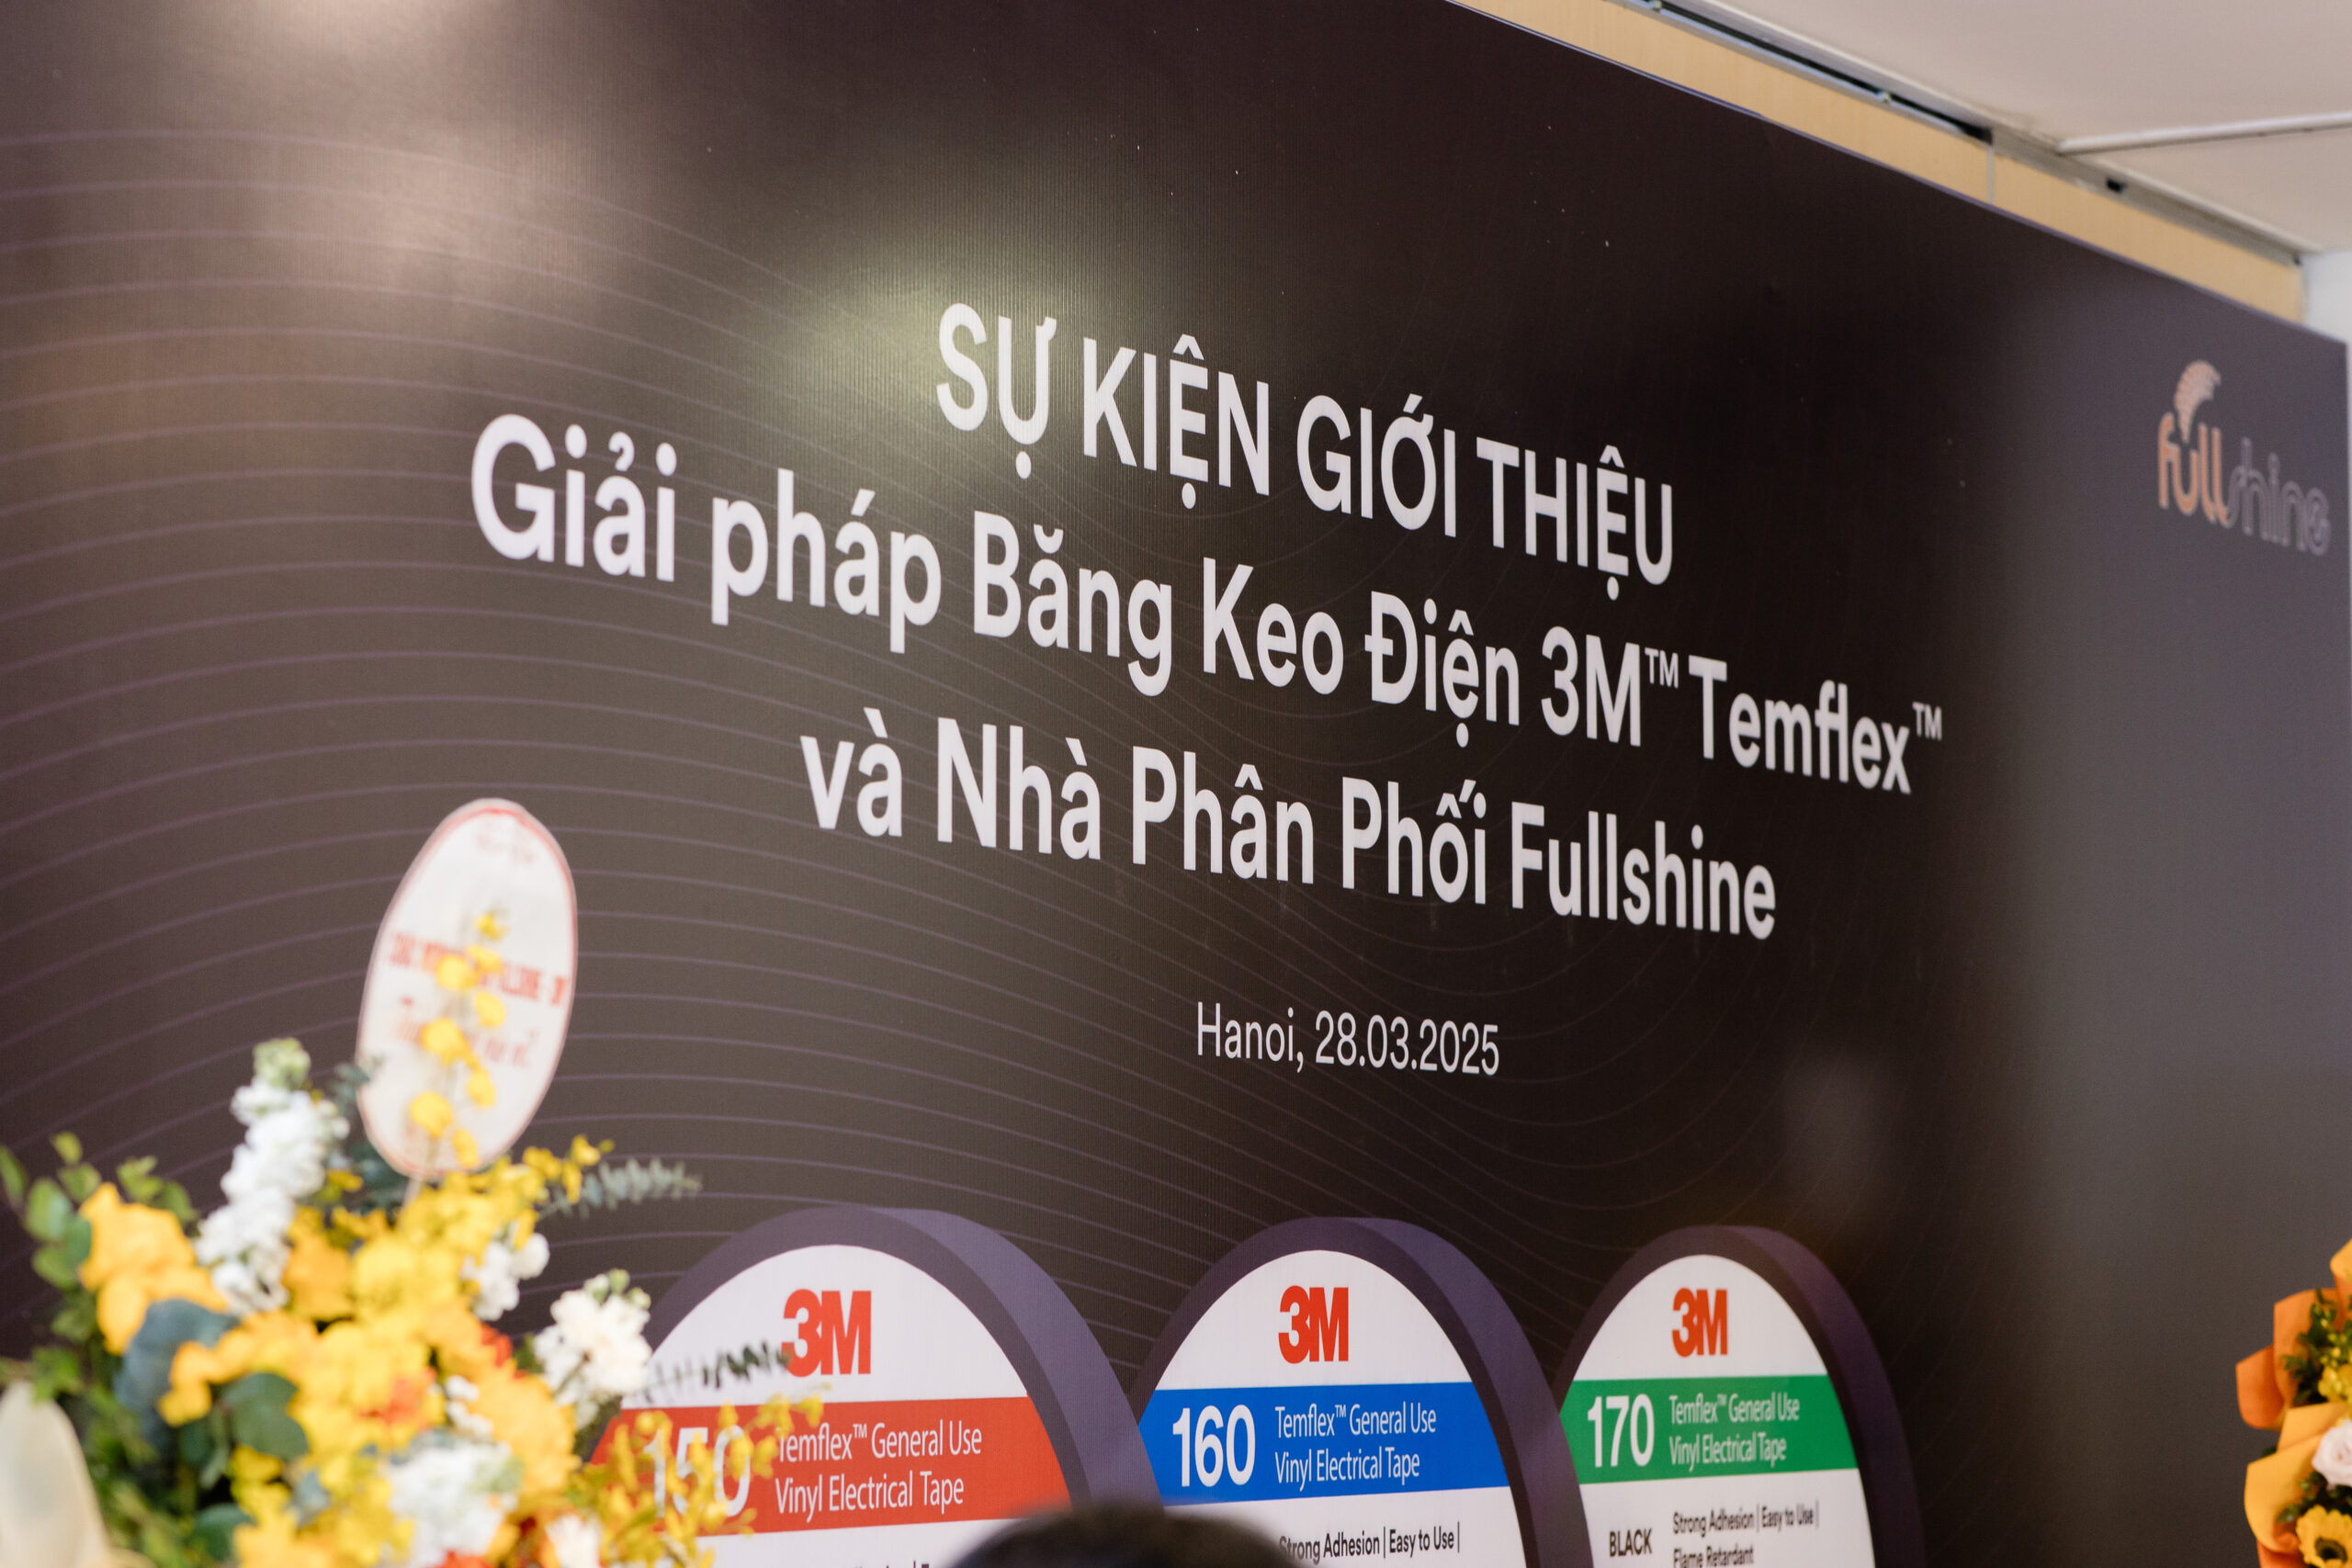 SỰ KIỆN GIỚI THIỆU
Giải pháp Băng Keo Điện 3M™ Temflex™
và Nhà Phân Phối Fullshine
Hanoi, 28.03.2025
fullshine
3M
150 Temflex™ General Use
Vinyl Electrical Tape
3M
160 Temflex™ General Use
Vinyl Electrical Tape
Strong Adhesion | Easy to Use |
3M
170 Temflex™ General Use
Vinyl Electrical Tape
BLACK Strong Adhesion | Easy to Use |
Flame Retardant